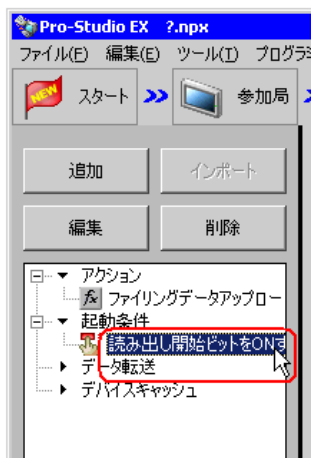 Pro-Studio EX ?.npx
ファイル(F) 編集(E) ツール(T) プログラ
NEW スタート 参加局
追加 インポート
編集 削除
アクション
fx ファイリングデータアップロー
起動条件
読み出し開始ビットをONす
データ転送
デバイスキャッシュ